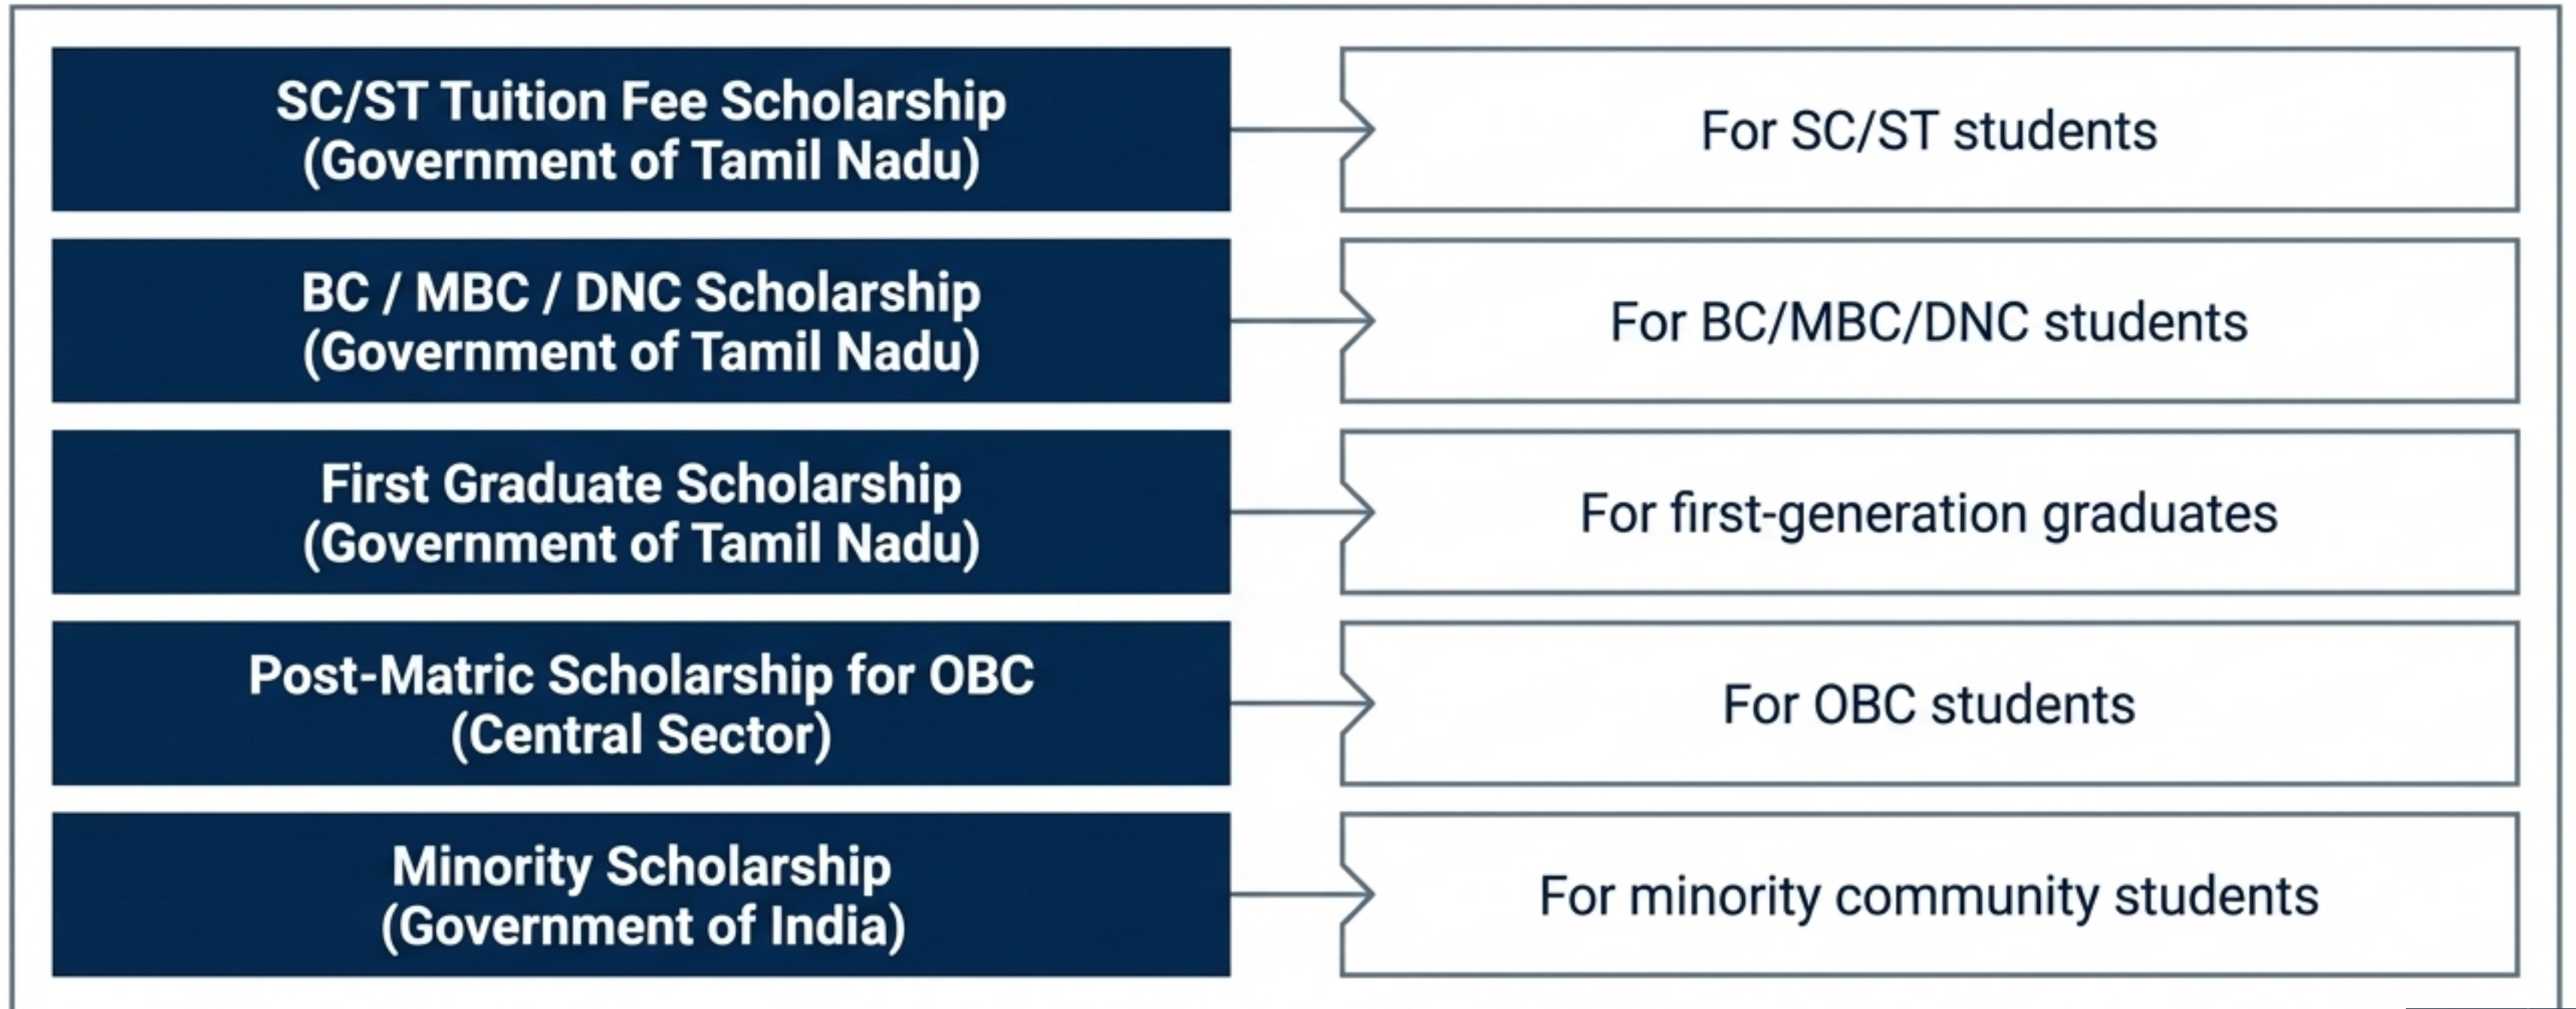 SC/ST Tuition Fee Scholarship
(Government of Tamil Nadu)
For SC/ST students
BC / MBC / DNC Scholarship
(Government of Tamil Nadu)
For BC/MBC/DNC students
First Graduate Scholarship
(Government of Tamil Nadu)
For first-generation graduates
Post-Matric Scholarship for OBC
(Central Sector)
For OBC students
Minority Scholarship
(Government of India)
For minority community students